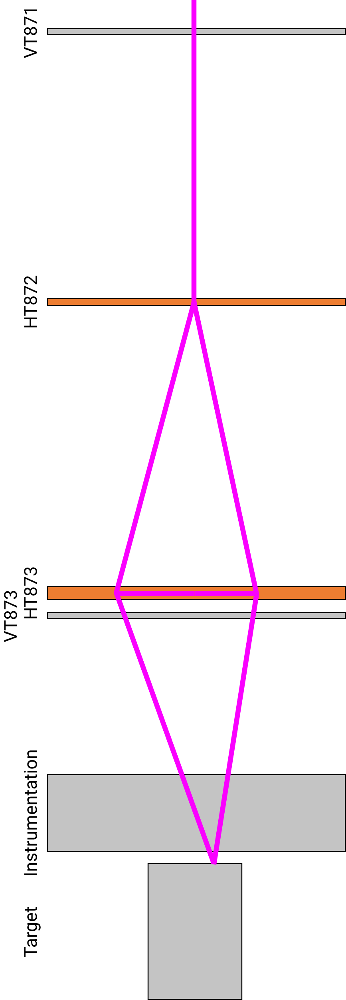 VT871
HT872
HT873
VT873
Instrumentation
Target